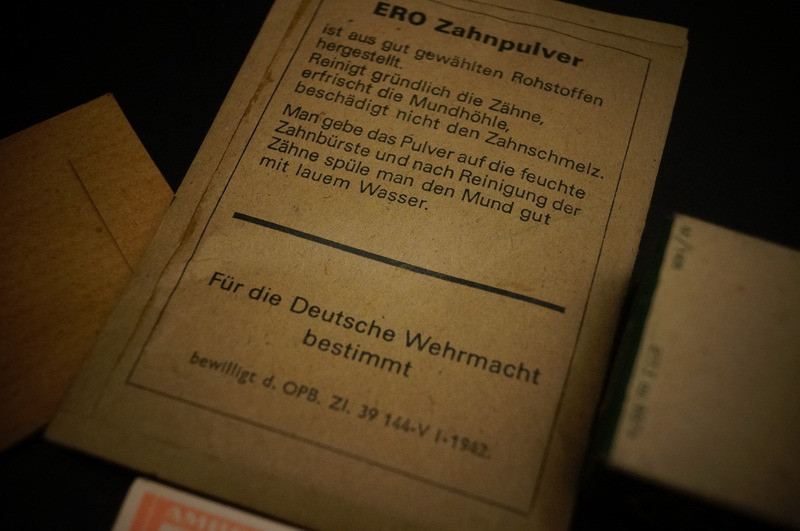 ERO Zahnpulver
ist aus gut gewählten Rohstoffen
hergestellt.
Reinigt gründlich die Zähne,
erfrischt die Mundhöhle,
beschädigt nicht den Zahnschmelz.
Man gebe das Pulver auf die feuchte
Zahnbürste und nach Reinigung der
Zähne spüle man den Mund gut
mit lauem Wasser.
Für die Deutsche Wehrmacht
bestimmt
bewilligt d. OPB. Zl. 39 144-V I-1942.